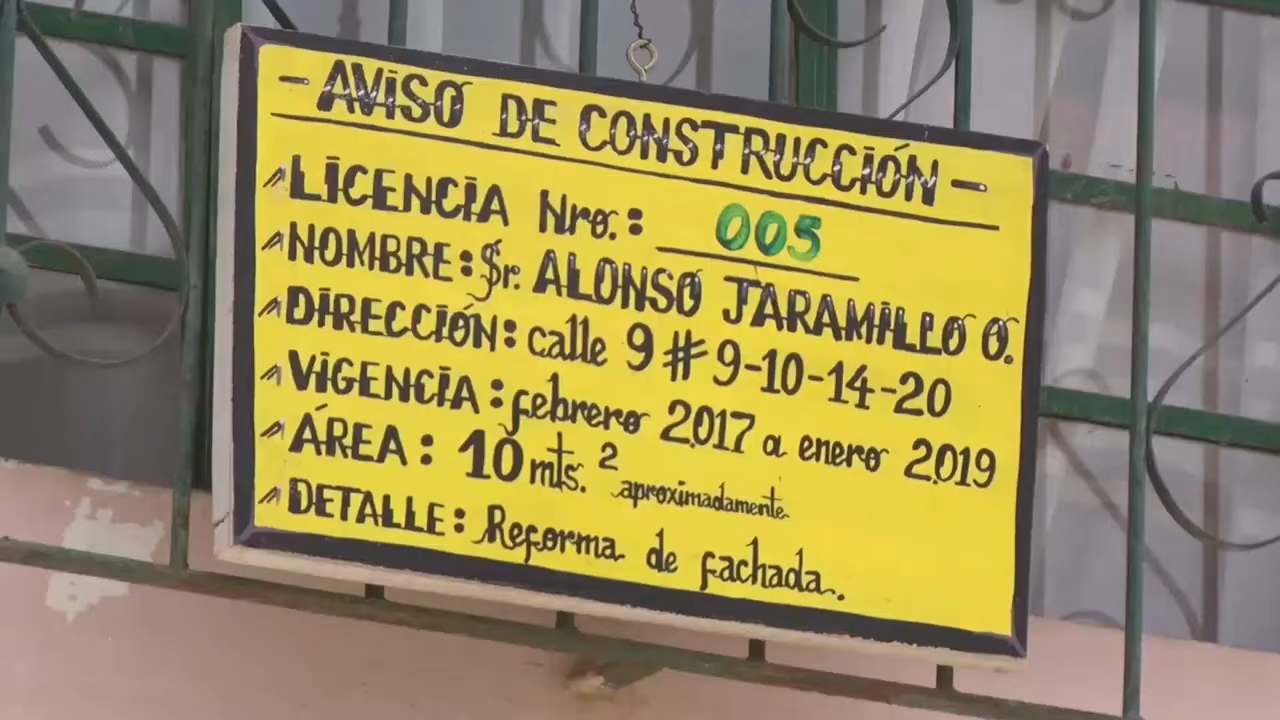 - AVISO DE CONSTRUCCIÓN -
LICENCIA Nro.: 005
NOMBRE: Sr. ALONSO JARAMILLO O.
DIRECCIÓN: calle 9 # 9-10-14-20
VIGENCIA: febrero 2017 a enero 2019
ÁREA: 10 mts.² aproximadamente
DETALLE: Reforma de fachada.